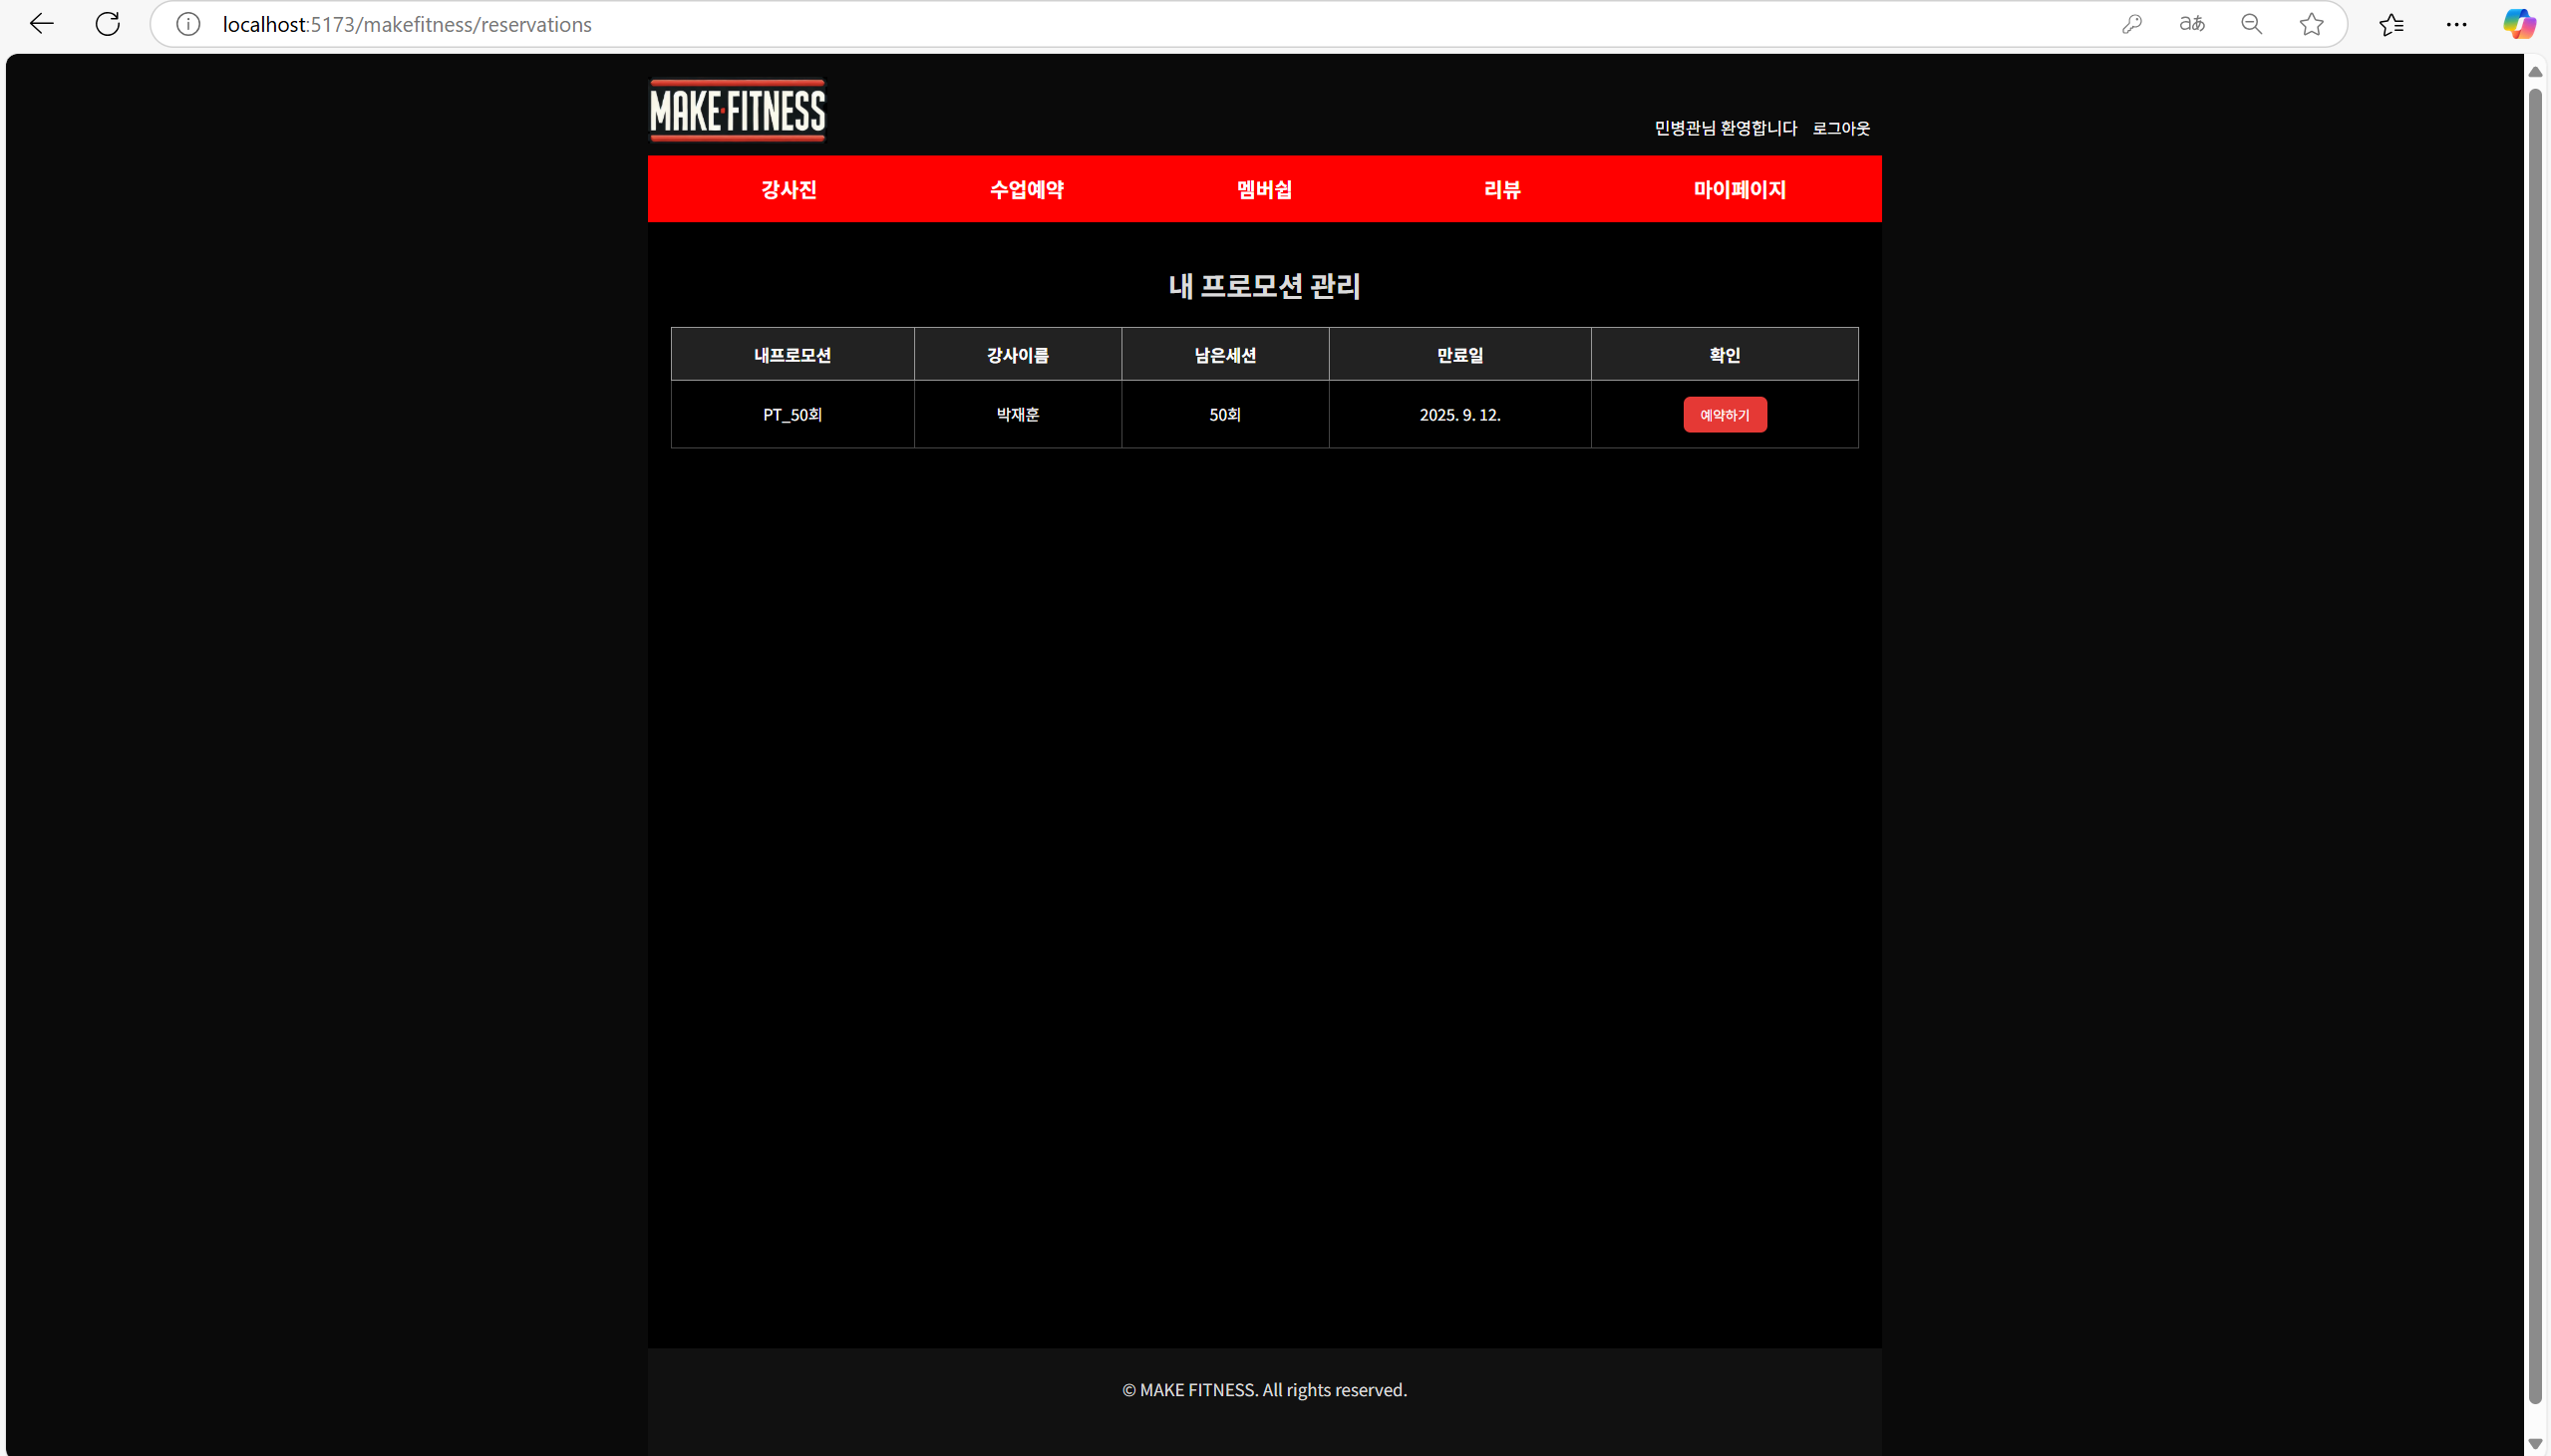 localhost:5173/makefitness/reservations
MAKE·FITNESS
민병관님 환영합니다 로그아웃
강사진 수업예약 멤버쉽 리뷰 마이페이지
내 프로모션 관리
내프로모션 강사이름 남은세션 만료일 확인
PT_50회 박재훈 50회 2025. 9. 12. 예약하기
© MAKE FITNESS. All rights reserved.